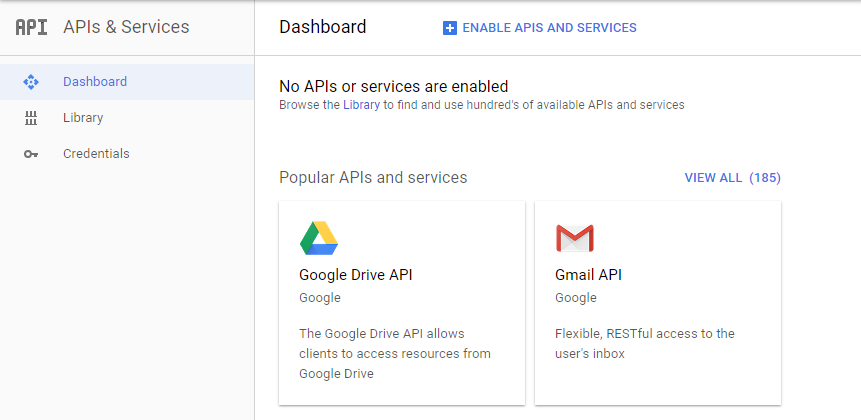 API APIs & Services
Dashboard
ENABLE APIS AND SERVICES
Dashboard
Library
Credentials
No APIs or services are enabled
Browse the Library to find and use hundred's of available APIs and services
Popular APIs and services
VIEW ALL (185)
Google Drive API
Google
The Google Drive API allows
clients to access resources from
Google Drive
Gmail API
Google
Flexible, RESTful access to the
user's inbox